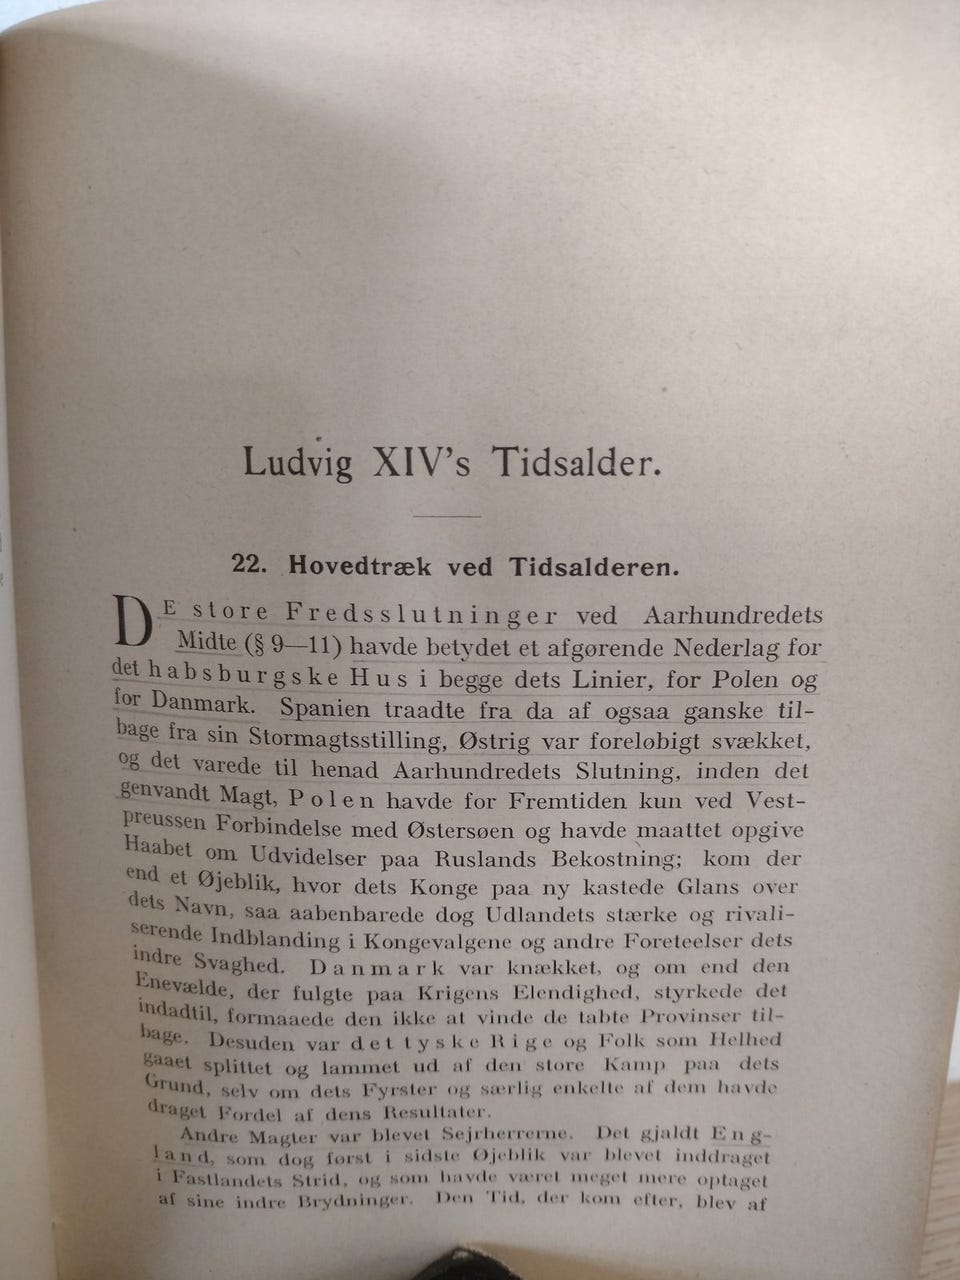 Ludvig XIV's Tidsalder.
22. Hovedtræk ved Tidsalderen.
DE store Fredsslutninger ved Aarhundredets
Midte (§ 9—11) havde betydet et afgørende Nederlag for
det habsburgske Hus i begge dets Linier, for Polen og
for Danmark. Spanien traadte fra da af ogsaa ganske til-
bage fra sin Stormagtsstilling, Østrig var foreløbigt svækket,
og det varede til henad Aarhundredets Slutning, inden det
genvandt Magt, Polen havde for Fremtiden kun ved Vest-
preussen Forbindelse med Østersøen og havde maattet opgive
Haabet om Udvidelser paa Ruslands Bekostning; kom der
end et Øjeblik, hvor dets Konge paa ny kastede Glans over
dets Navn, saa aabenbarede dog Udlandets stærke og rivali-
serende Indblanding i Kongevalgene og andre Foreteelser dets
indre Svaghed. Danmark var knækket, og om end den
Enevælde, der fulgte paa Krigens Elendighed, styrkede det
indadtil, formaaede den ikke at vinde de tabte Provinser til-
bage. Desuden var det tyske Rige og Folk som Helhed
gaaet splittet og lammet ud af den store Kamp paa dets
Grund, selv om dets Fyrster og særlig enkelte af dem havde
draget Fordel af dens Resultater.
Andre Magter var blevet Sejrherrerne. Det gjaldt Eng-
land, som dog først i sidste Øjeblik var blevet inddraget
i Fastlandets Strid, og som havde været meget mere optaget
af sine indre Brydninger. Den Tid, der kom efter, blev af